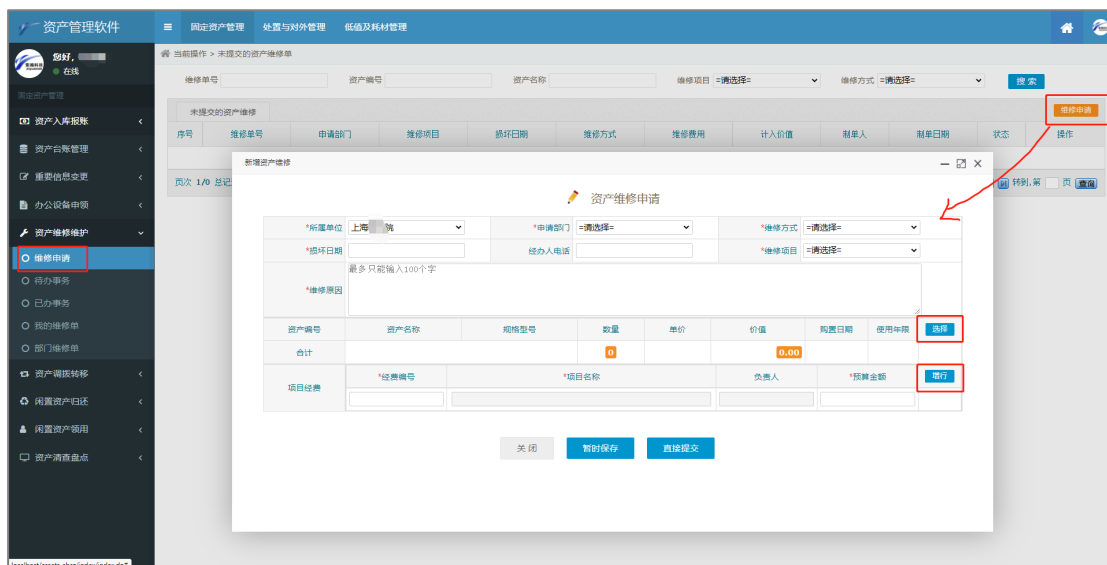 资产管理软件
固定资产管理 处置与对外管理 低值及耗材管理
您好,
在线
当前操作 > 未提交的资产维修单
维修单号 资产编号 资产名称 维修项目 =请选择= 维修方式 =请选择= 搜 索
固定资产管理
未提交的资产维修 维修申请
资产入库报账
序号 维修单号 申请部门 维修项目 损坏日期 维修方式 维修费用 计入价值 制单人 制单日期 状态 操作
资产台账管理
新增资产维修
重要信息变更
页次 1/0 总记 转到,第 页 查询
资产维修申请
办公设备申领
*所属单位 上海 院 *申请部门 =请选择= *维修方式 =请选择=
资产维修维护
*损坏日期 经办人电话 *维修项目 =请选择=
维修申请
最多只能输入100个字
待办事务
*维修原因
已办事务
我的维修单
资产编号 资产名称 规格型号 数量 单价 价值 购置日期 使用年限 选择
部门维修单
合计 0 0.00
资产调拨转移
*经费编号 *项目名称 负责人 *预算金额 增行
项目经费
闲置资产归还
闲置资产领用
关 闭 暂时保存 直接提交
资产清查盘点